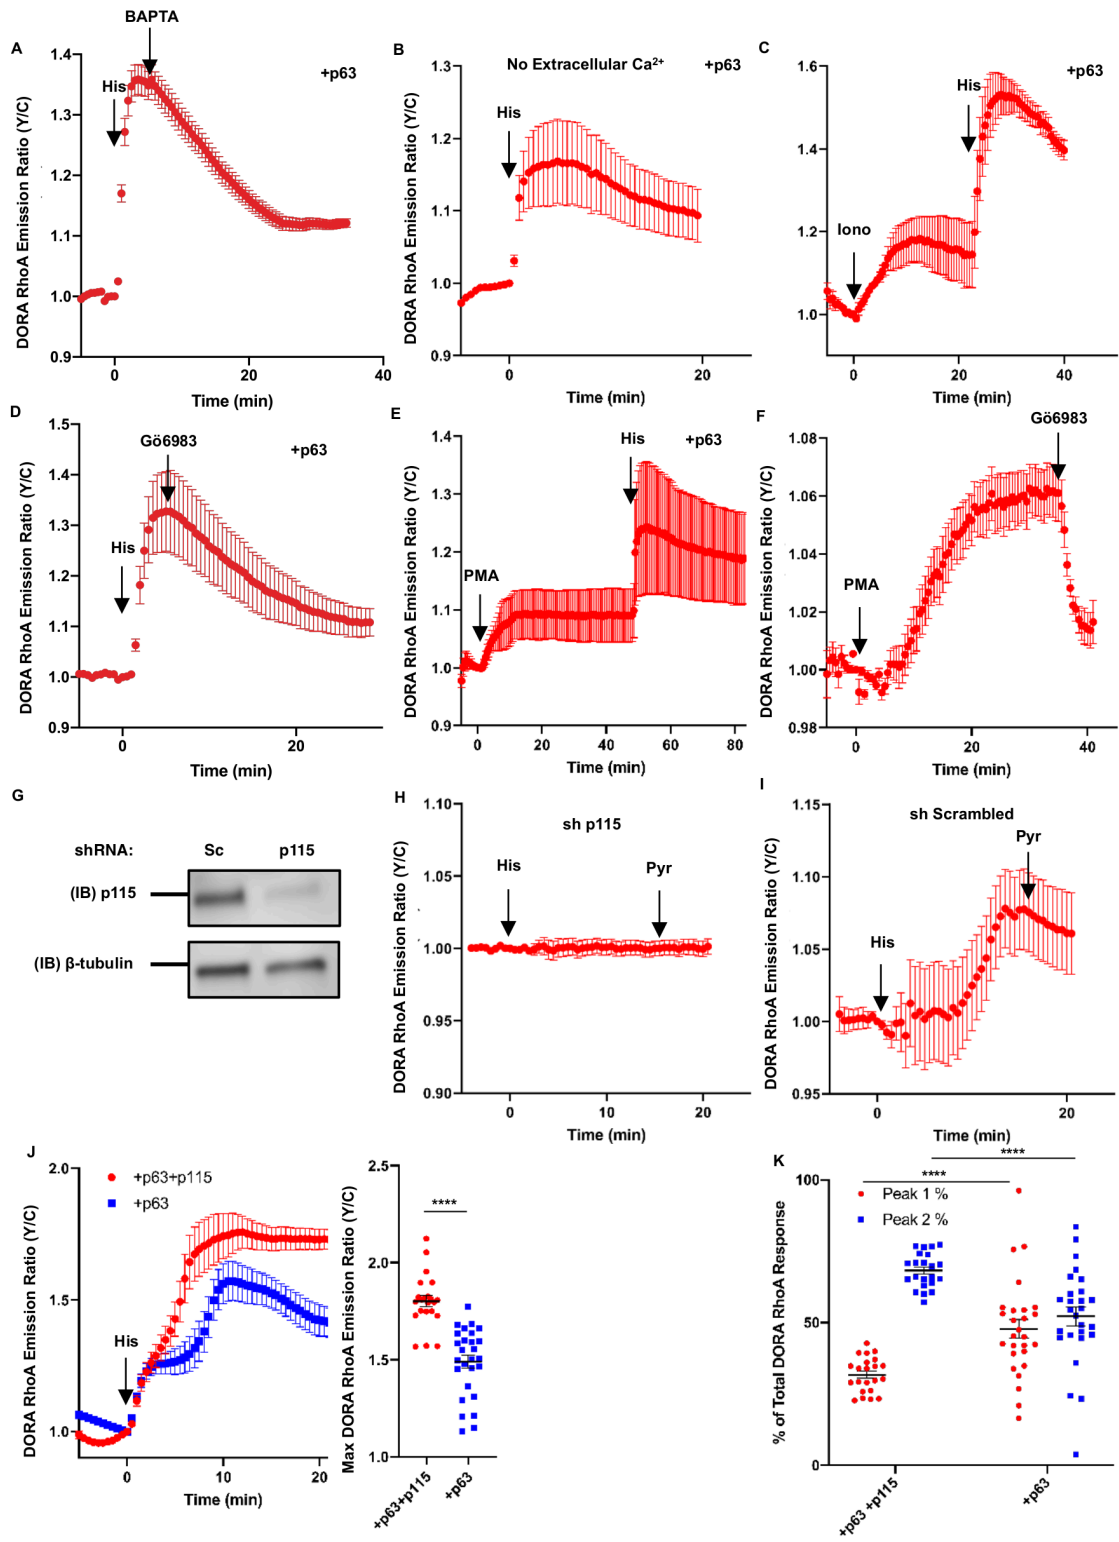 A
BAPTA
His
+p63
DORA RhoA Emission Ratio (Y/C)
1.4
1.3
1.2
1.1
1.0
0.9
0
20
40
Time (min)
B
No Extracellular Ca²⁺
+p63
His
DORA RhoA Emission Ratio (Y/C)
1.3
1.2
1.1
1.0
0.9
0
20
Time (min)
C
+p63
His
Iono
DORA RhoA Emission Ratio (Y/C)
1.6
1.4
1.2
1.0
0
20
40
Time (min)
D
Gö6983
+p63
His
DORA RhoA Emission Ratio (Y/C)
1.5
1.4
1.3
1.2
1.1
1.0
0.9
0
20
Time (min)
E
His
+p63
PMA
DORA RhoA Emission Ratio (Y/C)
1.4
1.3
1.2
1.1
1.0
0.9
0
20
40
60
80
Time (min)
F
Gö6983
PMA
DORA RhoA Emission Ratio (Y/C)
1.08
1.06
1.04
1.02
1.00
0.98
0
20
40
Time (min)
G
shRNA: Sc p115
(IB) p115
(IB) β-tubulin
H
sh p115
His
Pyr
DORA RhoA Emission Ratio (Y/C)
1.10
1.05
1.00
0.95
0.90
0
10
20
Time (min)
I
sh Scrambled
Pyr
His
DORA RhoA Emission Ratio (Y/C)
1.15
1.10
1.05
1.00
0.95
0
20
Time (min)
J
+p63+p115
+p63
His
DORA RhoA Emission Ratio (Y/C)
2.0
1.5
1.0
0
10
20
Time (min)
Max DORA RhoA Emission Ratio (Y/C)
2.5
2.0
1.5
1.0
****
+p63+p115
+p63
K
****
****
Peak 1 %
Peak 2 %
% of Total DORA RhoA Response
100
50
0
+p63 +p115
+p63